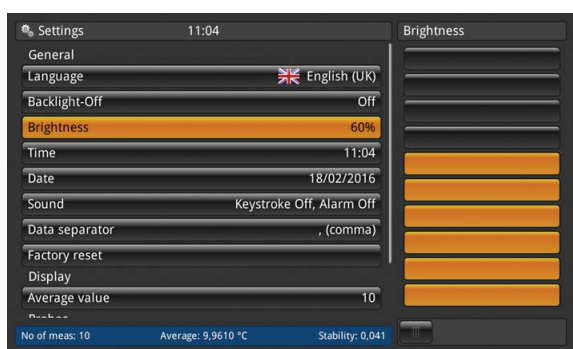 Settings 11:04 Brightness
General
Language English (UK)
Backlight-Off Off
Brightness 60%
Time 11:04
Date 18/02/2016
Sound Keystroke Off, Alarm Off
Data separator , (comma)
Factory reset
Display
Average value 10
Probes
No of meas: 10 Average: 9,9610 °C Stability: 0,041